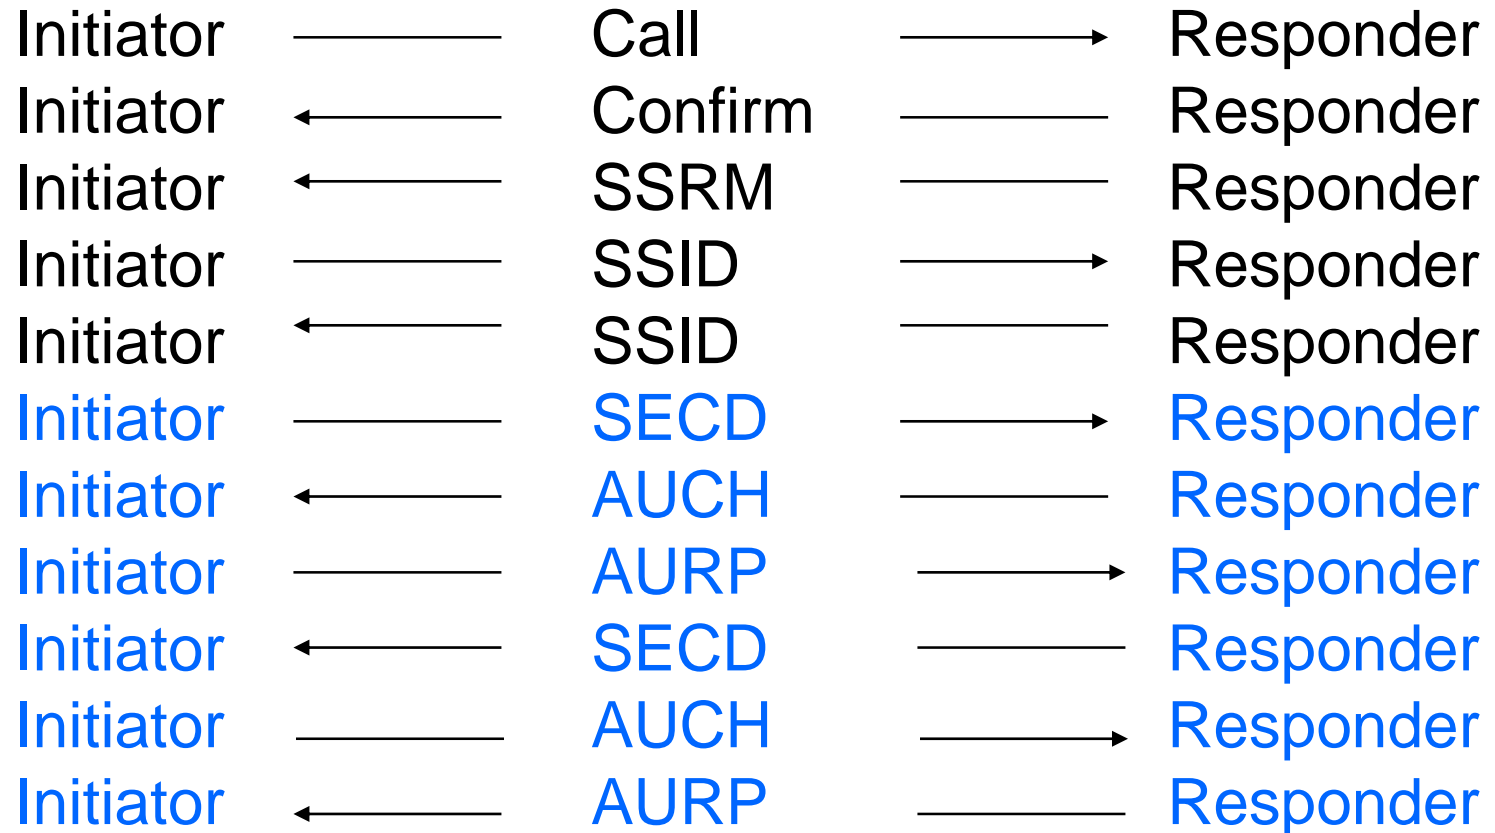 Initiator Call Responder
Initiator Confirm Responder
Initiator SSRM Responder
Initiator SSID Responder
Initiator SSID Responder
Initiator SECD Responder
Initiator AUCH Responder
Initiator AURP Responder
Initiator SECD Responder
Initiator AUCH Responder
Initiator AURP Responder